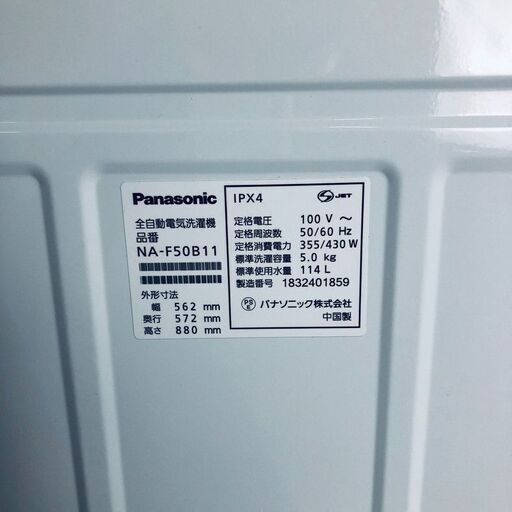 Panasonic
全自動電気洗濯機
品番
NA-F50B11
外形寸法
幅 562 mm
奥行 572 mm
高さ 880 mm
IPX4
S JET
定格電圧 100 V ～
定格周波数 50/60 Hz
定格消費電力 355/430 W
標準洗濯容量 5.0 kg
標準使用水量 114 L
製造番号 1832401859
PS E パナソニック株式会社
中国製